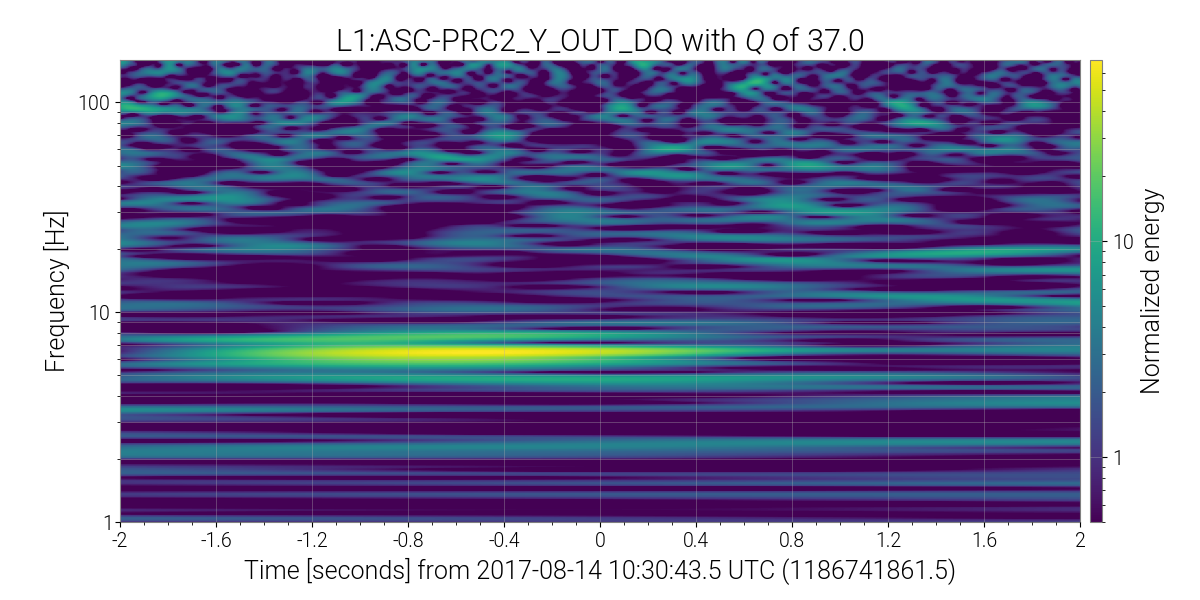 L1:ASC-PRC2_Y_OUT_DQ with Q of 37.0
100
10
1
Frequency [Hz]
-2 -1.6 -1.2 -0.8 -0.4 0 0.4 0.8 1.2 1.6 2
Time [seconds] from 2017-08-14 10:30:43.5 UTC (1186741861.5)
10
1
Normalized energy